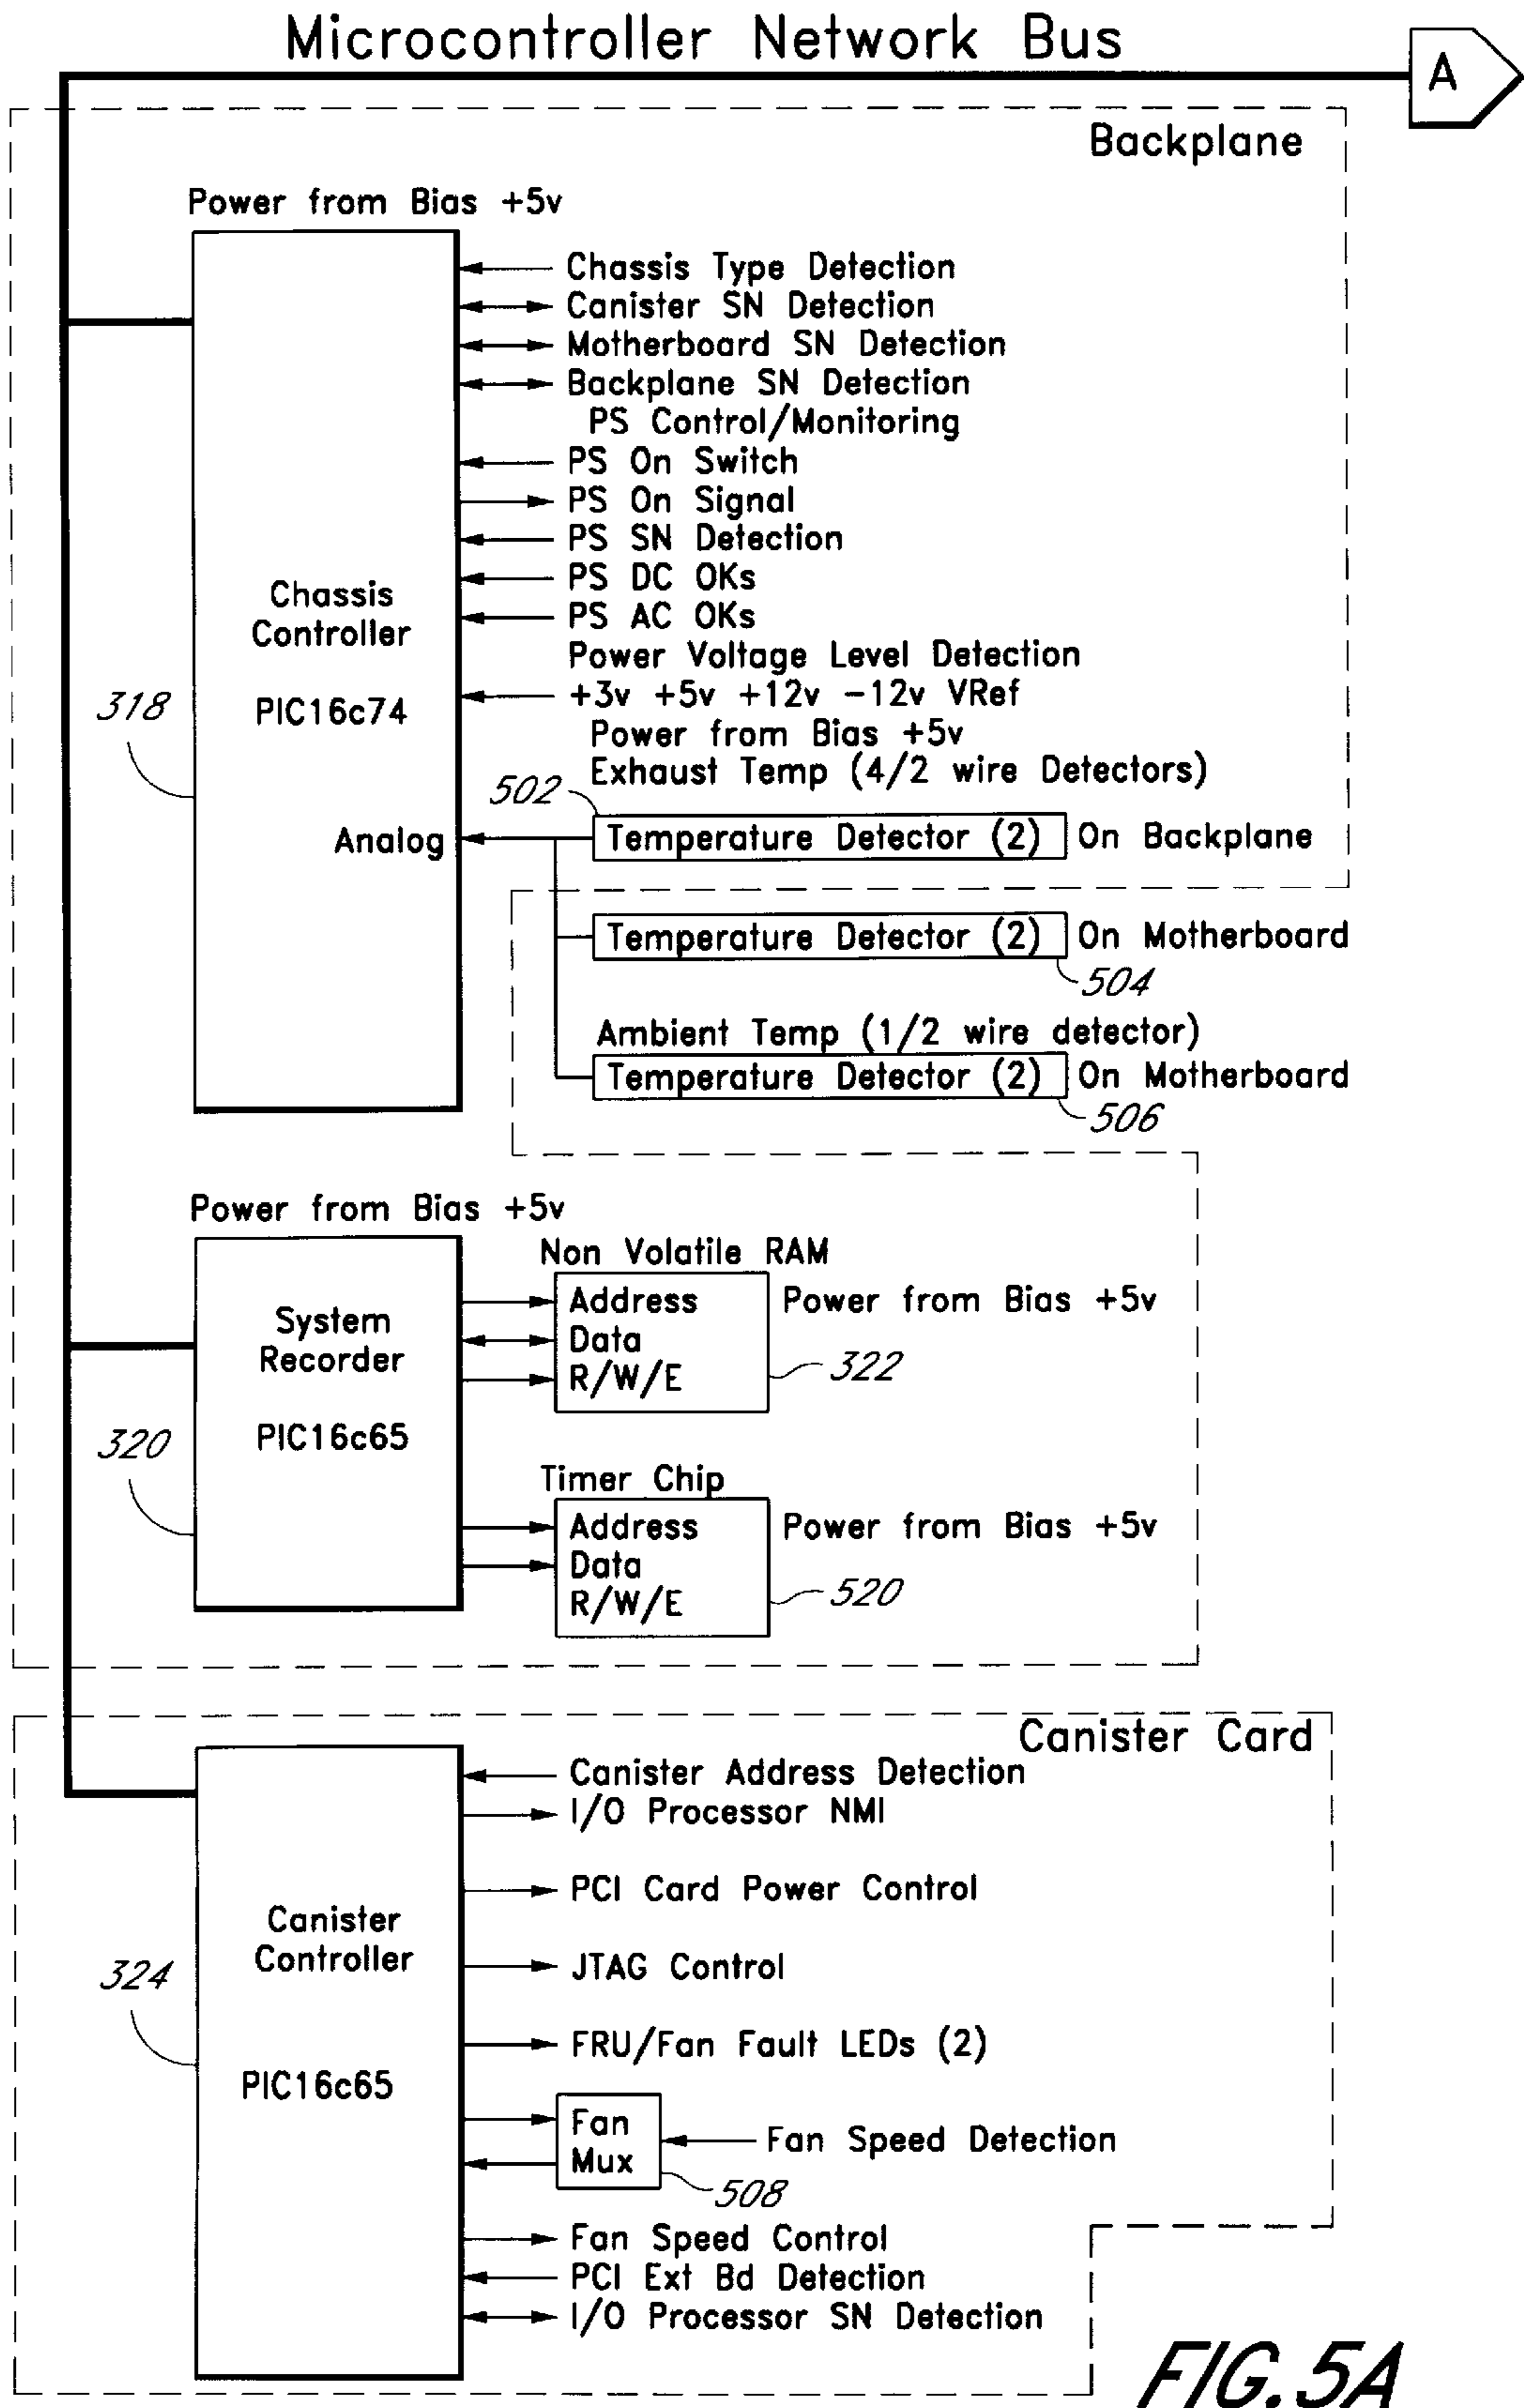 Microcontroller Network Bus
A
Backplane
Power from Bias +5v
Chassis Type Detection
Canister SN Detection
Motherboard SN Detection
Backplane SN Detection
PS Control/Monitoring
PS On Switch
PS On Signal
PS SN Detection
PS DC OKs
PS AC OKs
Power Voltage Level Detection
+3v +5v +12v -12v VRef
Power from Bias +5v
Exhaust Temp (4/2 wire Detectors)
Chassis
Controller
PIC16c74
318
Analog
502
Temperature Detector (2) On Backplane
Temperature Detector (2) On Motherboard
504
Ambient Temp (1/2 wire detector)
Temperature Detector (2) On Motherboard
506
Power from Bias +5v
System
Recorder
PIC16c65
320
Non Volatile RAM
Address
Data
R/W/E
Power from Bias +5v
322
Timer Chip
Address
Data
R/W/E
Power from Bias +5v
520
Canister Card
Canister Address Detection
I/O Processor NMI
PCI Card Power Control
JTAG Control
FRU/Fan Fault LEDs (2)
Canister
Controller
PIC16c65
324
Fan
Mux
Fan Speed Detection
508
Fan Speed Control
PCI Ext Bd Detection
I/O Processor SN Detection
FIG. 5A